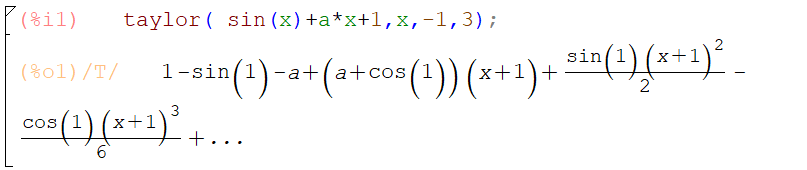 (%i1) taylor( sin(x)+a*x+1,x,-1,3);
(%o1)/T/ 1-sin(1)-a+(a+cos(1))(x+1)+sin(1)(x+1)^2/2-
cos(1)(x+1)^3/6+...